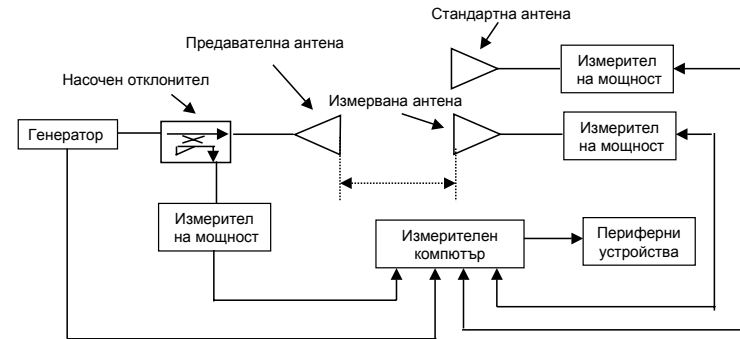 Стандартна антена
Предавателна антена
Измерител
на мощност
Насочен отклонител
Измервана антена
Генератор
Измерител
на мощност
Измерител
на мощност
Измерителен
компютър
Периферни
устройства